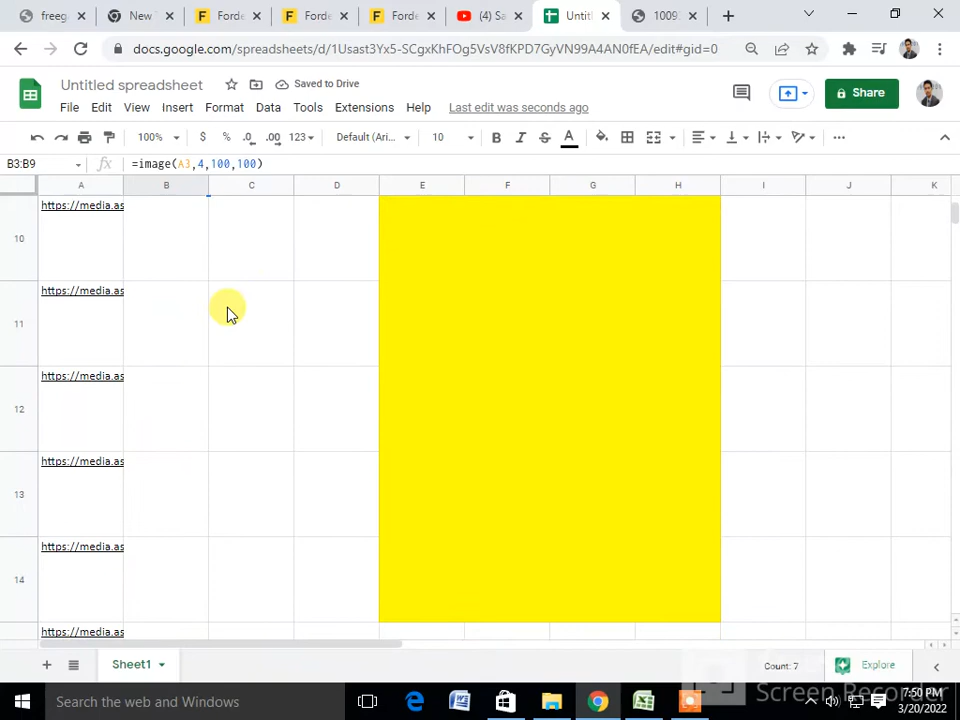 freeg
New T
Forde
Forde
Forde
(4) Sa
Untitl
1009
docs.google.com/spreadsheets/d/1Usast3Yx5-SCgxKhFOg5VsV8fKPD7GyVN99A4AN0fEA/edit#gid=0
Untitled spreadsheet
Saved to Drive
File Edit View Insert Format Data Tools Extensions Help Last edit was seconds ago
Share
100% $ % .0 .00 123 Default (Ari... 10 B I S A
B3:B9 fx =image(A3,4,100,100)
A B C D E F G H I J K
https://media.as
10
https://media.as
11
https://media.as
12
https://media.as
13
https://media.as
14
https://media.as
Sheet1
Count: 7
Explore
Screen Recorder
Search the web and Windows
7:50 PM
3/20/2022